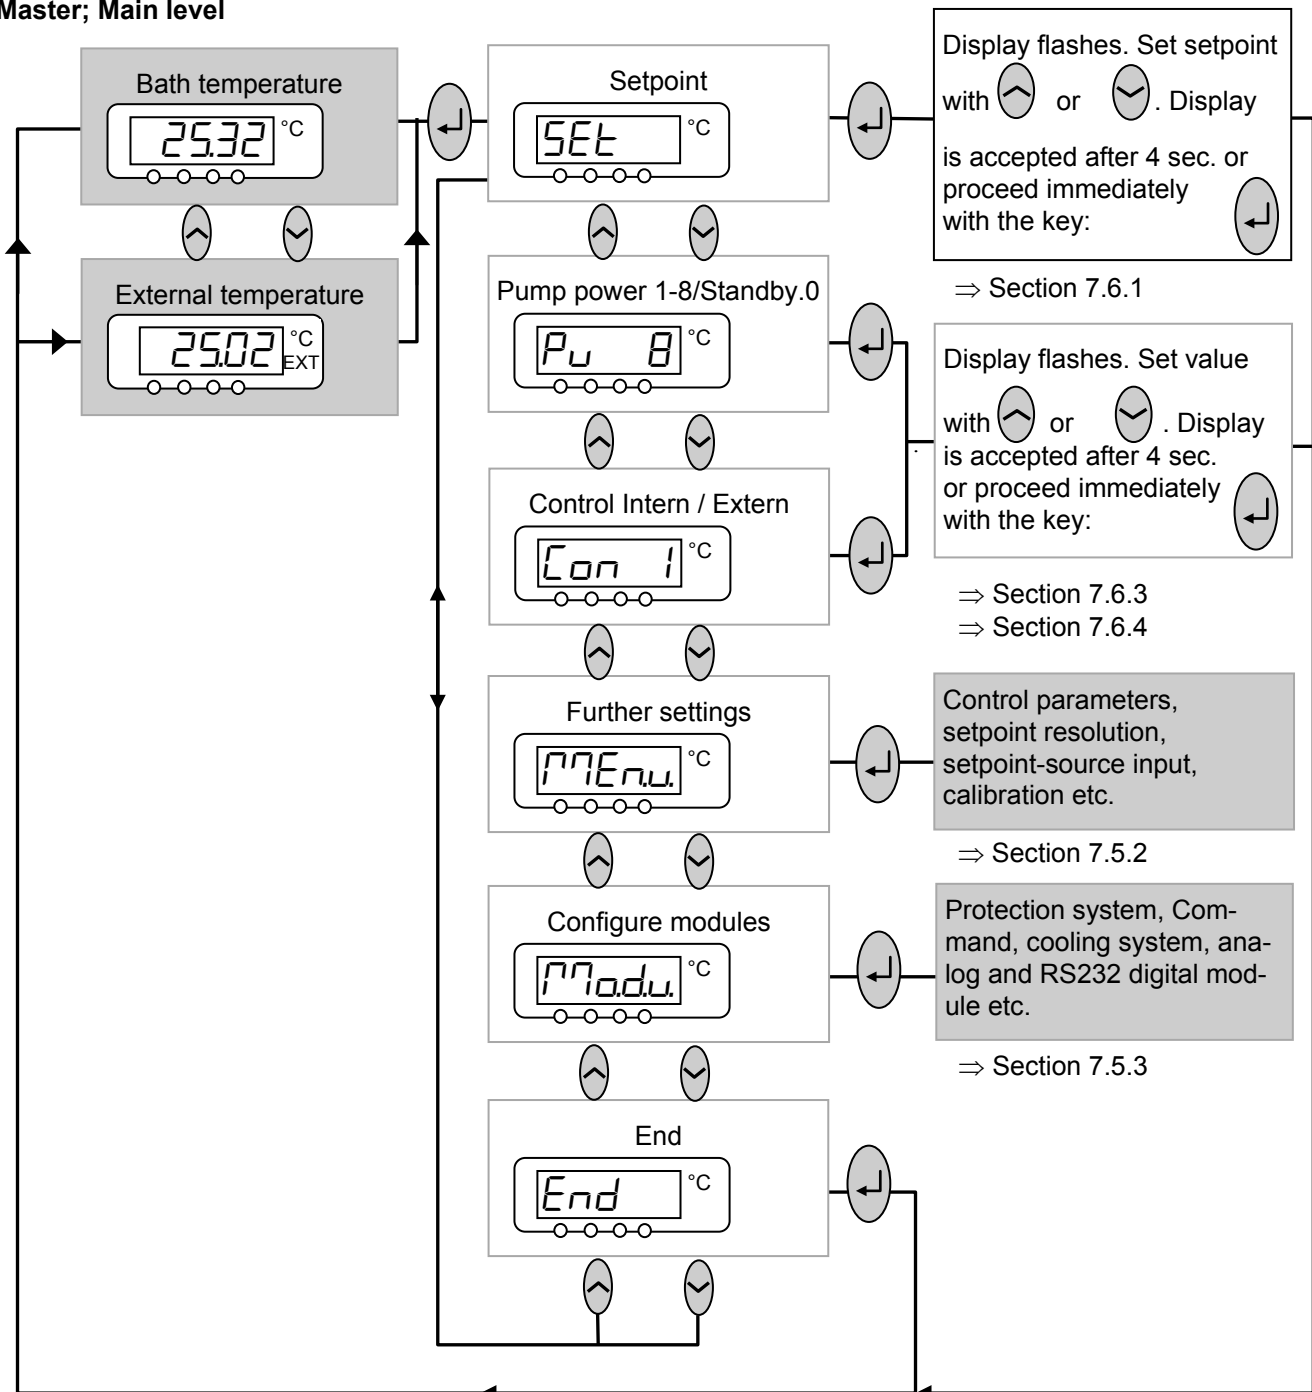 Master; Main level
Bath temperature
25.32 °C
External temperature
25.02 °C
EXT
Setpoint
SEt °C
Pump power 1-8/Standby.0
Pu 8 °C
Control Intern / Extern
Con 1 °C
Further settings
MEn.u. °C
Configure modules
Mo.d.u. °C
End
End °C
Display flashes. Set setpoint
with or . Display
is accepted after 4 sec. or
proceed immediately
with the key:
⇒ Section 7.6.1
Display flashes. Set value
with or . Display
is accepted after 4 sec.
or proceed immediately
with the key:
⇒ Section 7.6.3
⇒ Section 7.6.4
Control parameters,
setpoint resolution,
setpoint-source input,
calibration etc.
⇒ Section 7.5.2
Protection system, Com-
mand, cooling system, ana-
log and RS232 digital mod-
ule etc.
⇒ Section 7.5.3